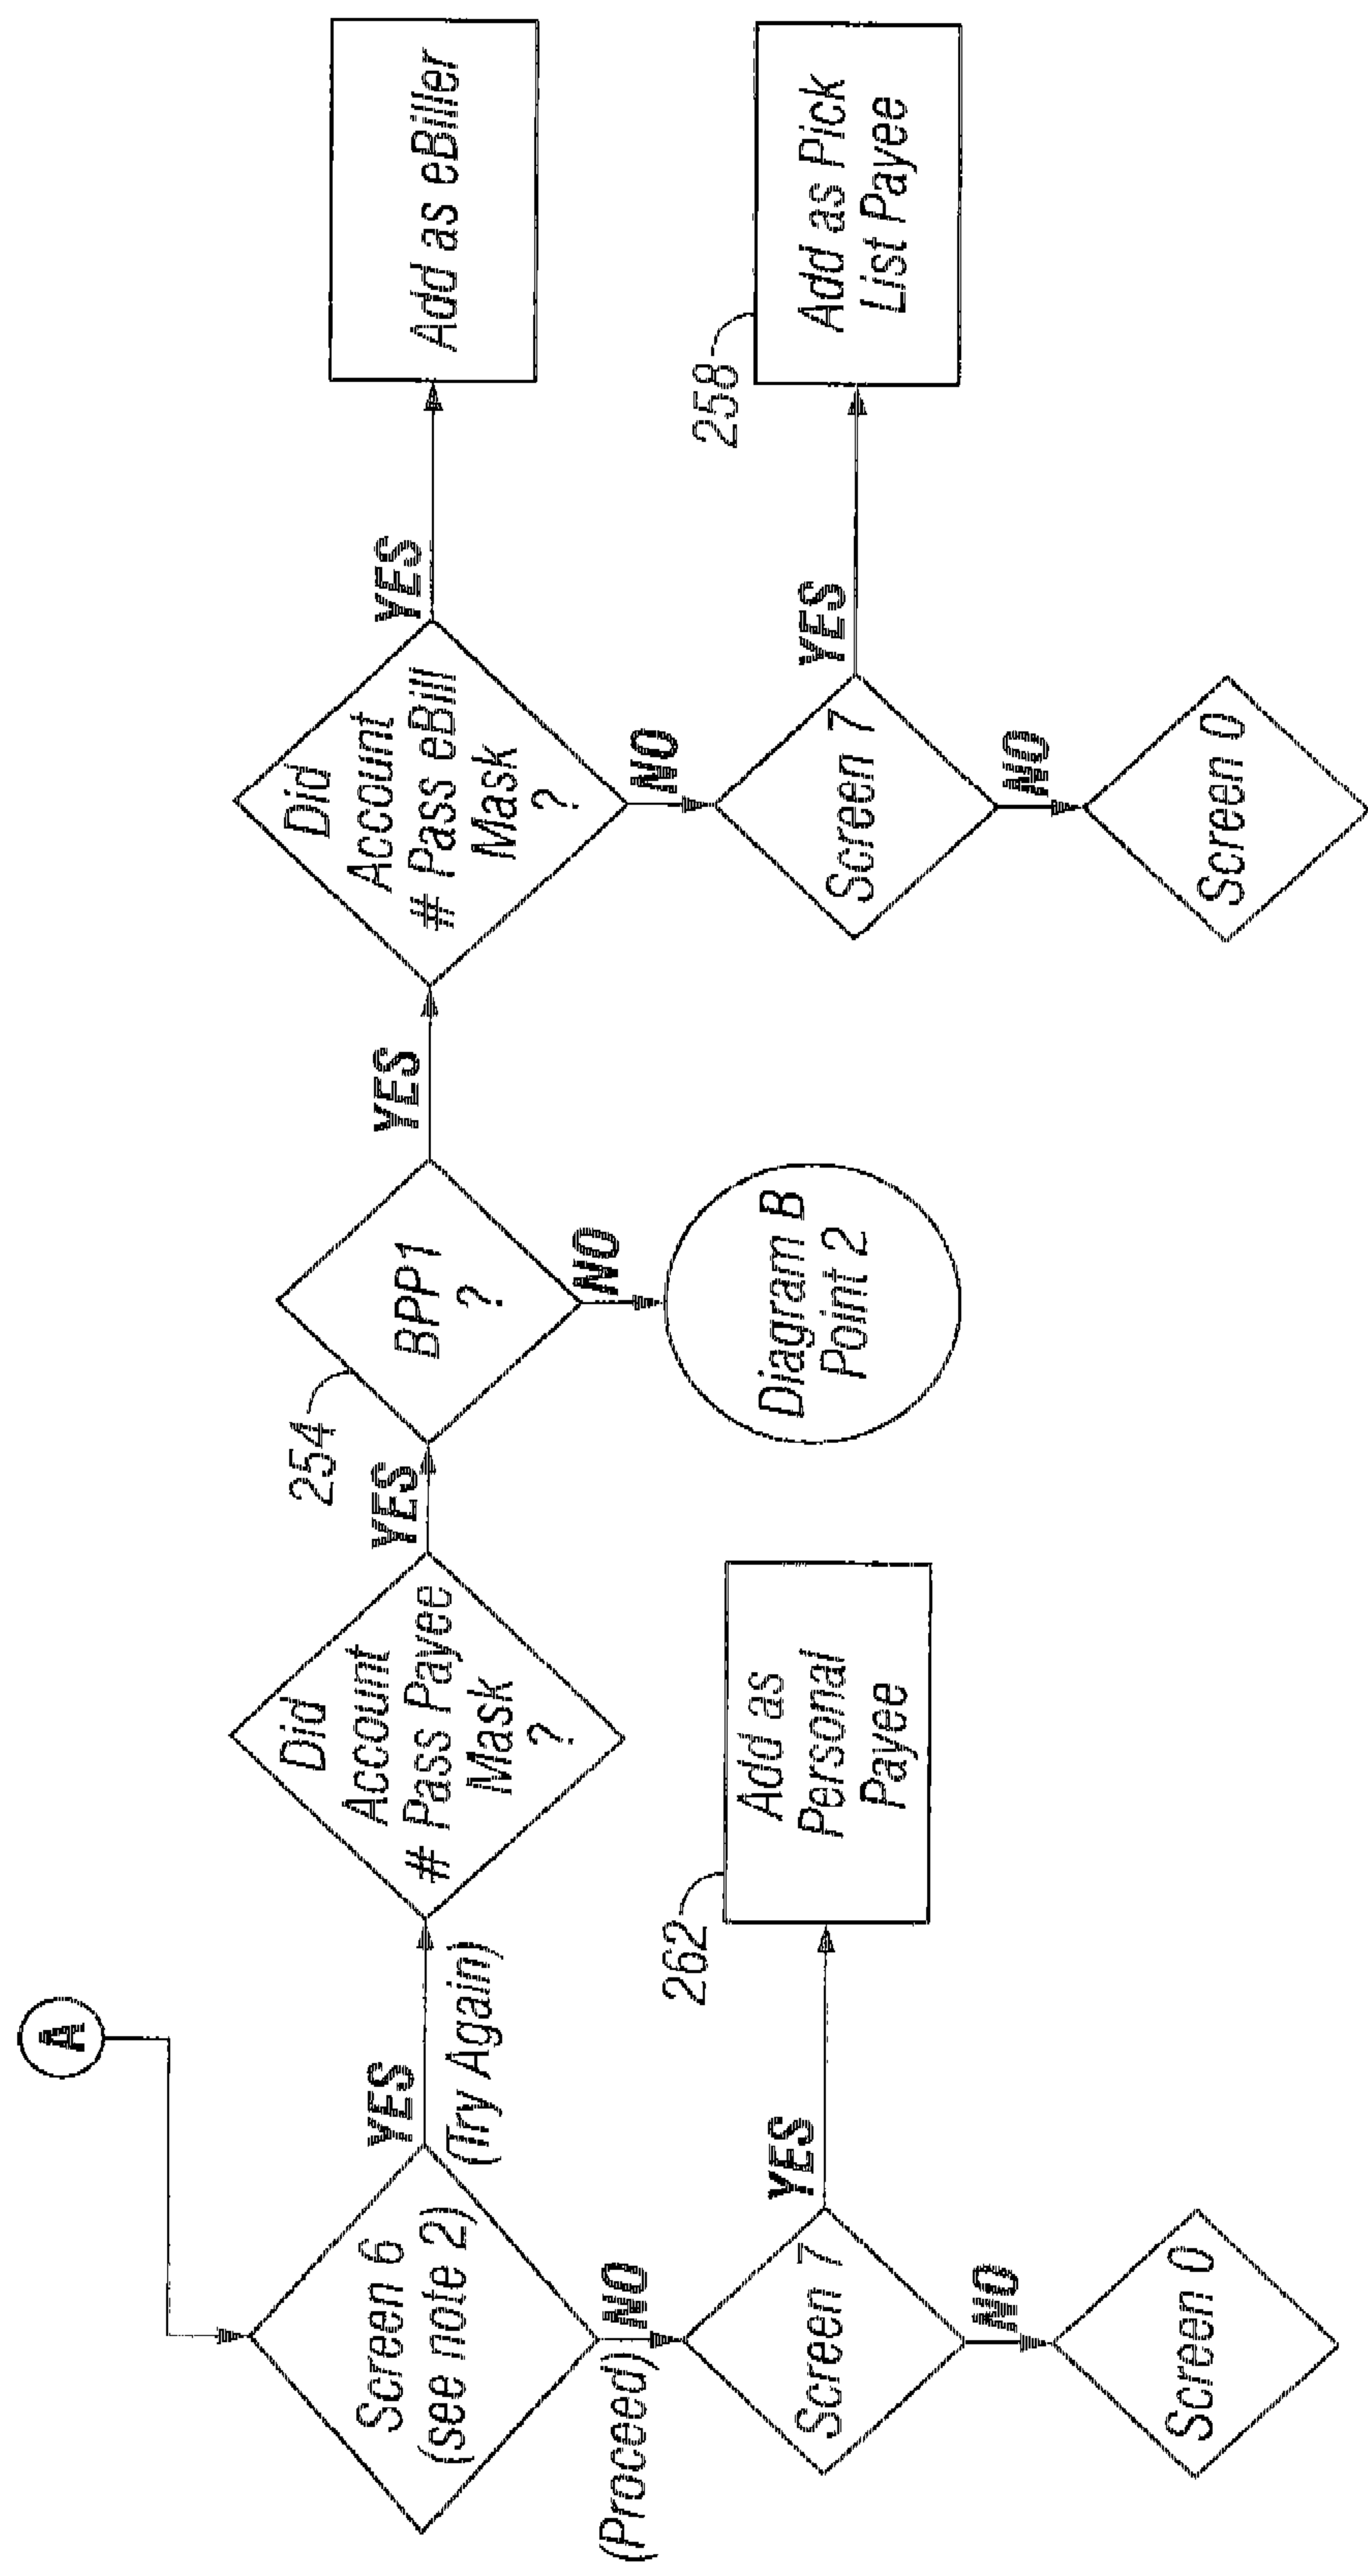 A
Screen 6
(see note 2)
YES
(Try Again)
Did
Account
# Pass Payee
Mask
?
YES
254
BPP1
?
YES
Did
Account
# Pass eBill
Mask
?
YES
Add as eBiller
NO
(Proceed)
Screen 7
YES
262
Add as
Personal
Payee
NO
Screen 0
NO
Diagram B
Point 2
NO
Screen 7
YES
258
Add as Pick
List Payee
NO
Screen 0